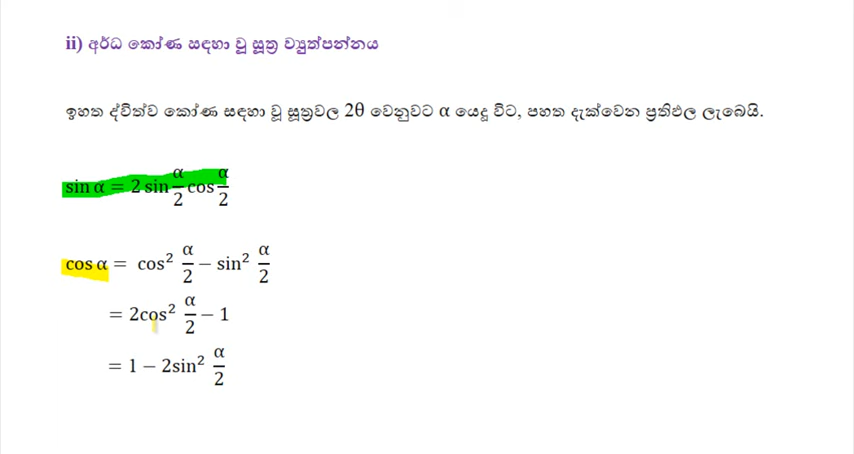 ii) අර්ධ කෝණ සඳහා වූ සූත්‍ර ව්‍යුත්පන්නය
ඉහත ද්විත්ව කෝණ සඳහා වූ සූත්‍රවල 2θ වෙනුවට α යෙදූ විට, පහත දැක්වෙන ප්‍රතිඵල ලැබෙයි.
sin α = 2 sin α/2 cos α/2
cos α = cos² α/2 − sin² α/2
= 2cos² α/2 − 1
= 1 − 2sin² α/2